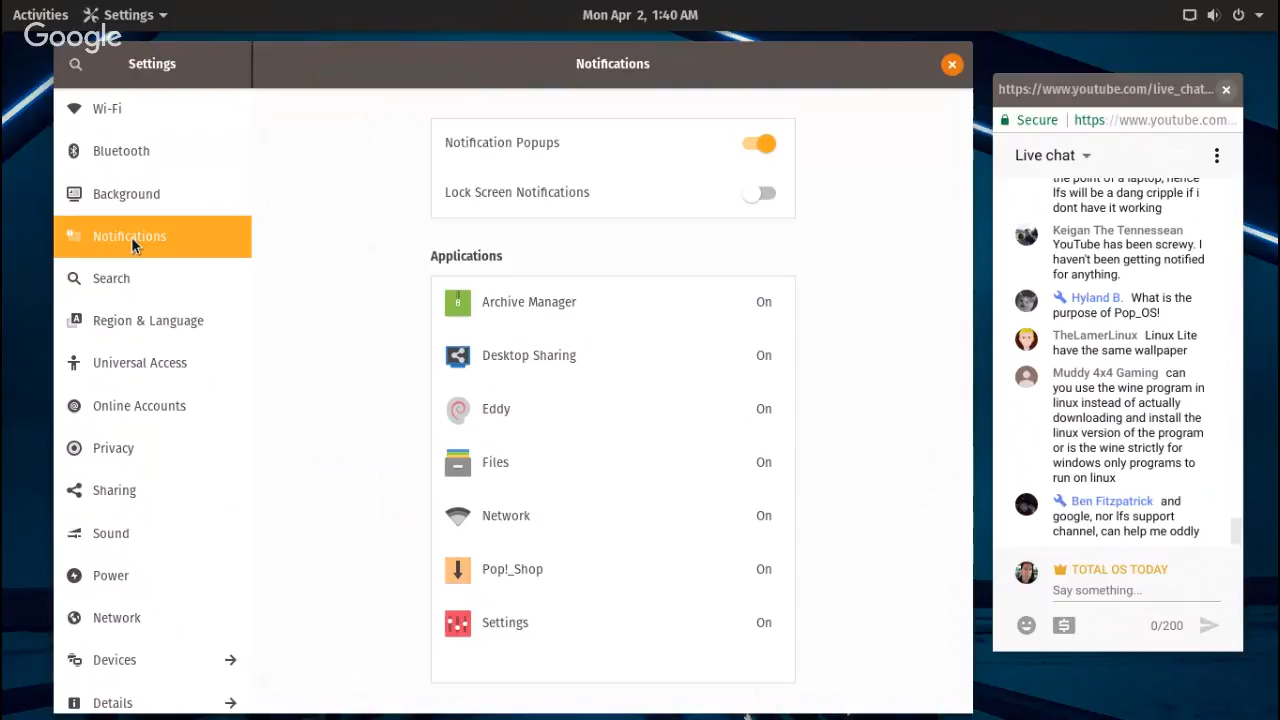 Activities
Settings
Mon Apr 2, 1:40 AM
Google
Settings
Notifications
Wi-Fi
Bluetooth
Background
Notifications
Search
Region & Language
Universal Access
Online Accounts
Privacy
Sharing
Sound
Power
Network
Devices
Details
Notification Popups
Lock Screen Notifications
Applications
Archive Manager On
Desktop Sharing On
Eddy On
Files On
Network On
Pop!_Shop On
Settings On
https://www.youtube.com/live_chat...
Secure https://www.youtube.com...
Live chat
the point of a laptop, hence
lfs will be a dang cripple if i
dont have it working
Keigan The Tennessean
YouTube has been screwy. I
haven't been getting notified
for anything.
Hyland B. What is the
purpose of Pop_OS!
TheLamerLinux Linux Lite
have the same wallpaper
Muddy 4x4 Gaming can
you use the wine program in
linux instead of actually
downloading and install the
linux version of the program
or is the wine strictly for
windows only programs to
run on linux
Ben Fitzpatrick and
google, nor lfs support
channel, can help me oddly
TOTAL OS TODAY
Say something...
0/200